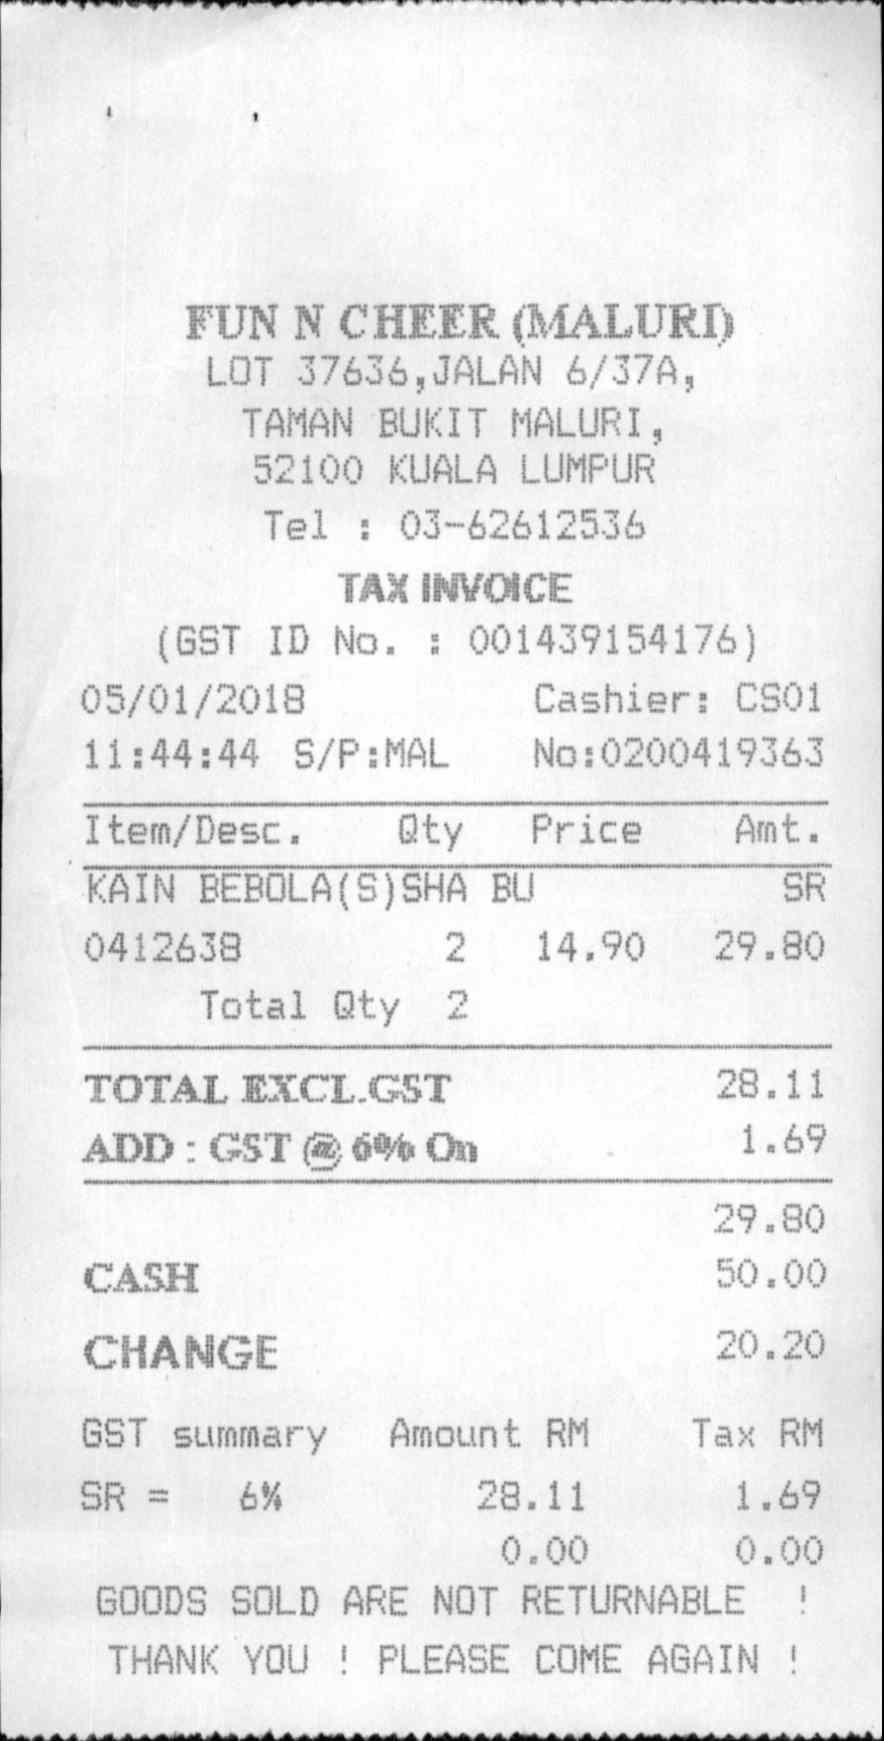 FUN N CHEER (MALURI)
LOT 37636,JALAN 6/37A,
TAMAN BUKIT MALURI,
52100 KUALA LUMPUR
Tel : 03-62612536
TAX INVOICE
(GST ID No. : 001439154176)
05/01/2018 Cashier: CS01
11:44:44 S/P:MAL No:0200419363
Item/Desc. Qty Price Amt.
KAIN BEBOLA(S)SHA BU SR
0412638 2 14.90 29.80
Total Qty 2
TOTAL EXCL.GST 28.11
ADD : GST @ 6% On 1.69
29.80
CASH 50.00
CHANGE 20.20
GST summary Amount RM Tax RM
SR = 6% 28.11 1.69
0.00 0.00
GOODS SOLD ARE NOT RETURNABLE !
THANK YOU ! PLEASE COME AGAIN !